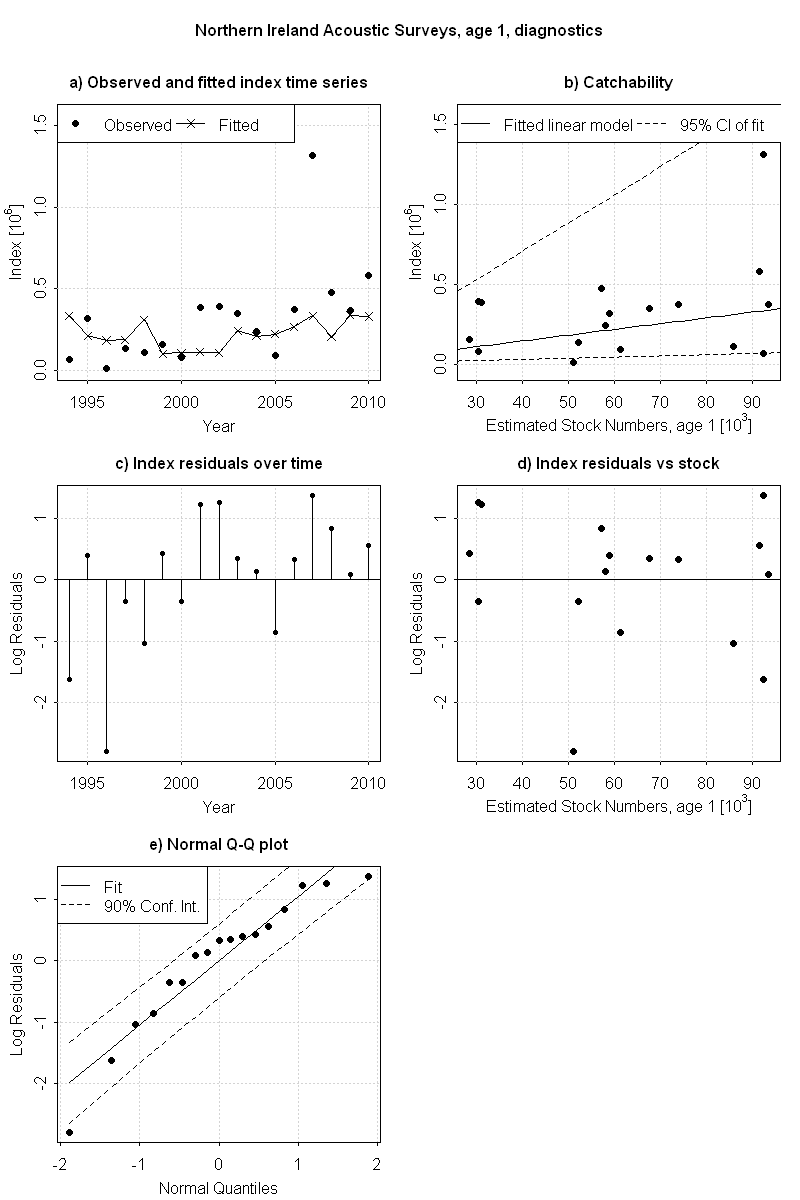 Northern Ireland Acoustic Surveys, age 1, diagnostics
a) Observed and fitted index time series
Observed
Fitted
0.0
0.5
1.0
1.5
Index [10^6]
1995
2000
2005
2010
Year
b) Catchability
Fitted linear model
95% CI of fit
0.0
0.5
1.0
1.5
Index [10^6]
30
40
50
60
70
80
90
Estimated Stock Numbers, age 1 [10^3]
c) Index residuals over time
-2
-1
0
1
Log Residuals
1995
2000
2005
2010
Year
d) Index residuals vs stock
-2
-1
0
1
Log Residuals
30
40
50
60
70
80
90
Estimated Stock Numbers, age 1 [10^3]
e) Normal Q-Q plot
Fit
90% Conf. Int.
-2
-1
0
1
Log Residuals
-2
-1
0
1
2
Normal Quantiles